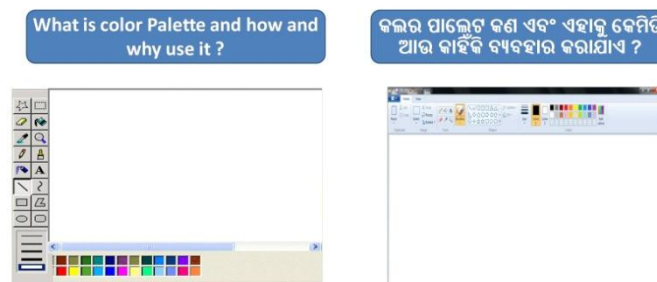 What is color Palette and how and
why use it ?
କଲର ପାଲେଟ କଣ ଏବଂ ଏହାକୁ କେମିତି
ଆଉ କାହିଁକି ବ୍ୟବହାର କରାଯାଏ ?
A